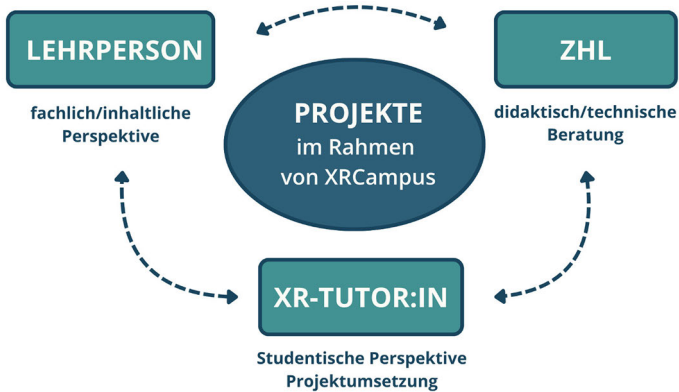 LEHRPERSON
fachlich/inhaltliche
Perspektive
ZHL
didaktisch/technische
Beratung
PROJEKTE
im Rahmen
von XRCampus
XR-TUTOR:IN
Studentische Perspektive
Projektumsetzung